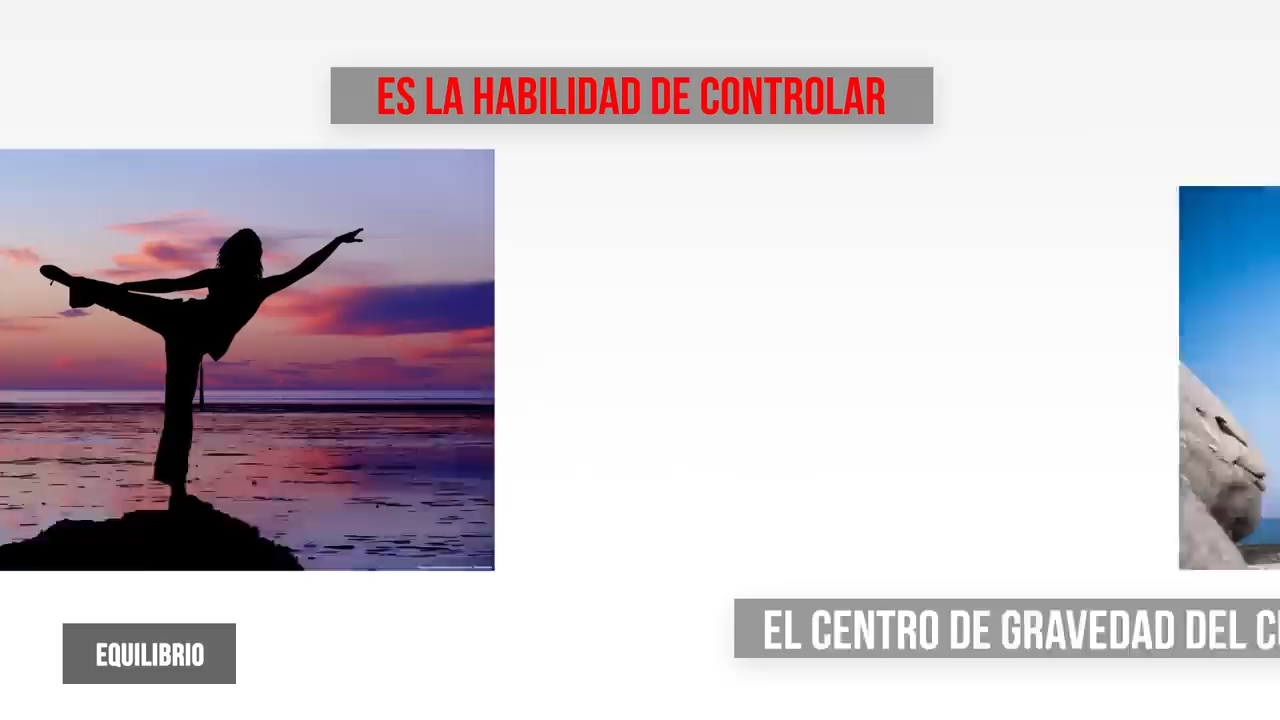 ES LA HABILIDAD DE CONTROLAR
EL CENTRO DE GRAVEDAD DEL
EQUILIBRIO